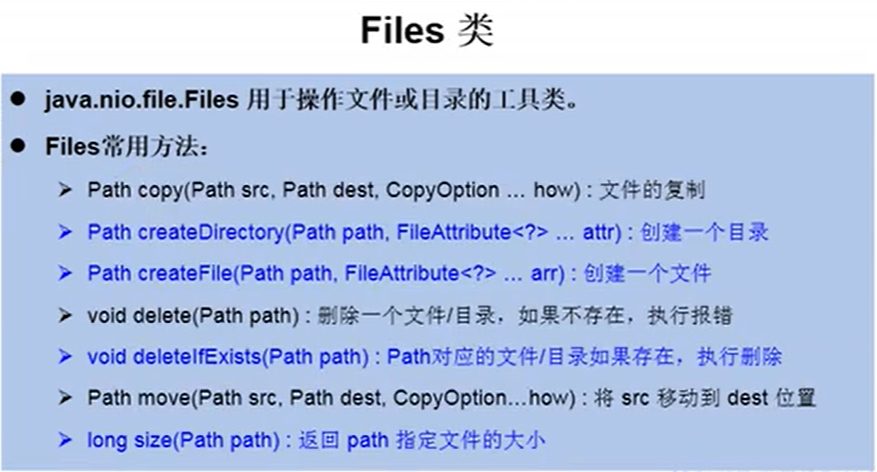 Files 类
● java.nio.file.Files 用于操作文件或目录的工具类。
● Files常用方法：
➢ Path copy(Path src, Path dest, CopyOption … how) : 文件的复制
➢ Path createDirectory(Path path, FileAttribute<?> … attr) : 创建一个目录
➢ Path createFile(Path path, FileAttribute<?> … arr) : 创建一个文件
➢ void delete(Path path) : 删除一个文件/目录，如果不存在，执行报错
➢ void deleteIfExists(Path path) : Path对应的文件/目录如果存在，执行删除
➢ Path move(Path src, Path dest, CopyOption…how) : 将 src 移动到 dest 位置
➢ long size(Path path) : 返回 path 指定文件的大小